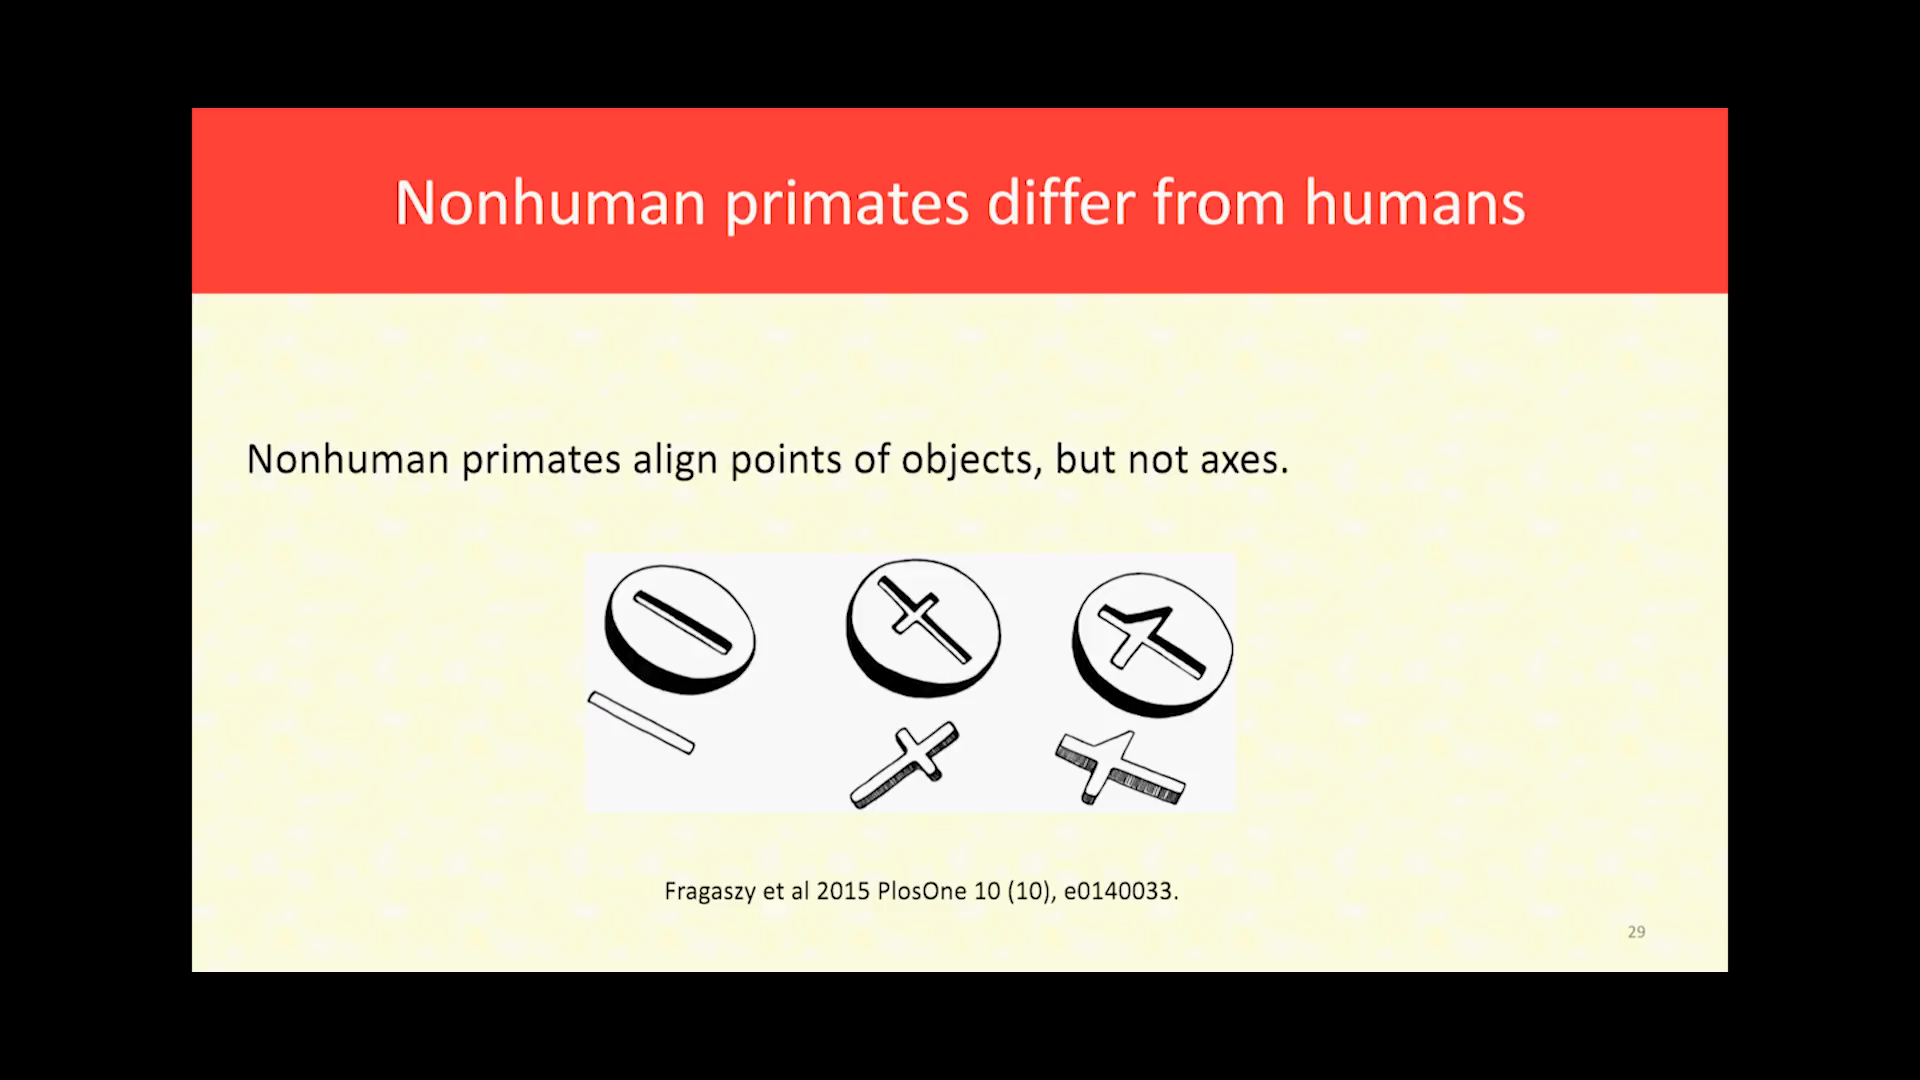 Nonhuman primates differ from humans
Nonhuman primates align points of objects, but not axes.
Fragaszy et al 2015 PlosOne 10 (10), e0140033.
29